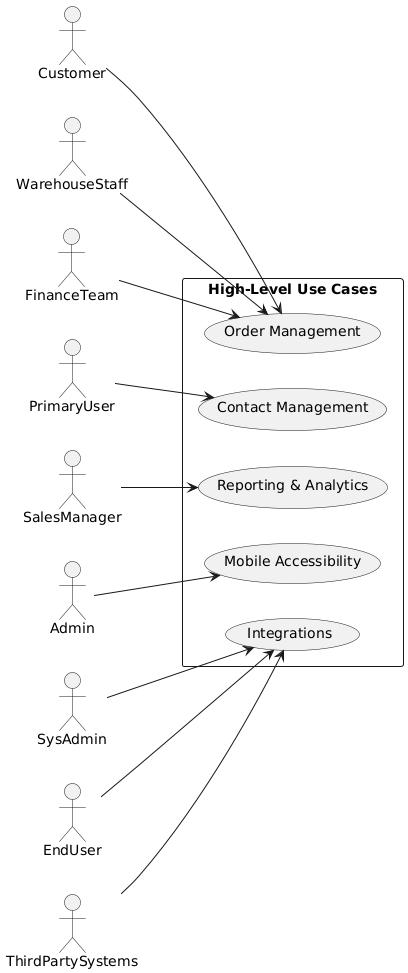 Customer
WarehouseStaff
FinanceTeam
High-Level Use Cases
Order Management
PrimaryUser
Contact Management
SalesManager
Reporting & Analytics
Admin
Mobile Accessibility
Integrations
SysAdmin
EndUser
ThirdPartySystems